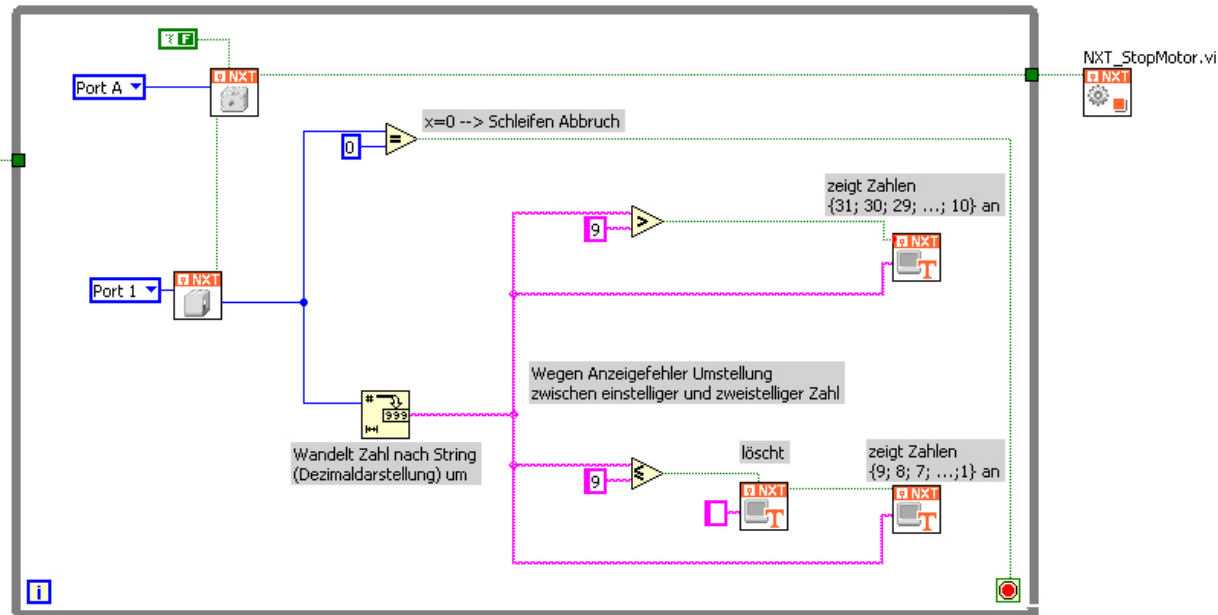 F
NXT
Port A
NXT_StopMotor.vi
NXT
x=0 --> Schleifen Abbruch
0
=
zeigt Zahlen
{31; 30; 29; ...; 10} an
>
9
NXT
T
NXT
Port 1
Wegen Anzeigefehler Umstellung
zwischen einstelliger und zweistelliger Zahl
#
999
Wandelt Zahl nach String
(Dezimaldarstellung) um
löscht
zeigt Zahlen
{9; 8; 7; ...;1} an
≤
9
NXT
T
NXT
T
i